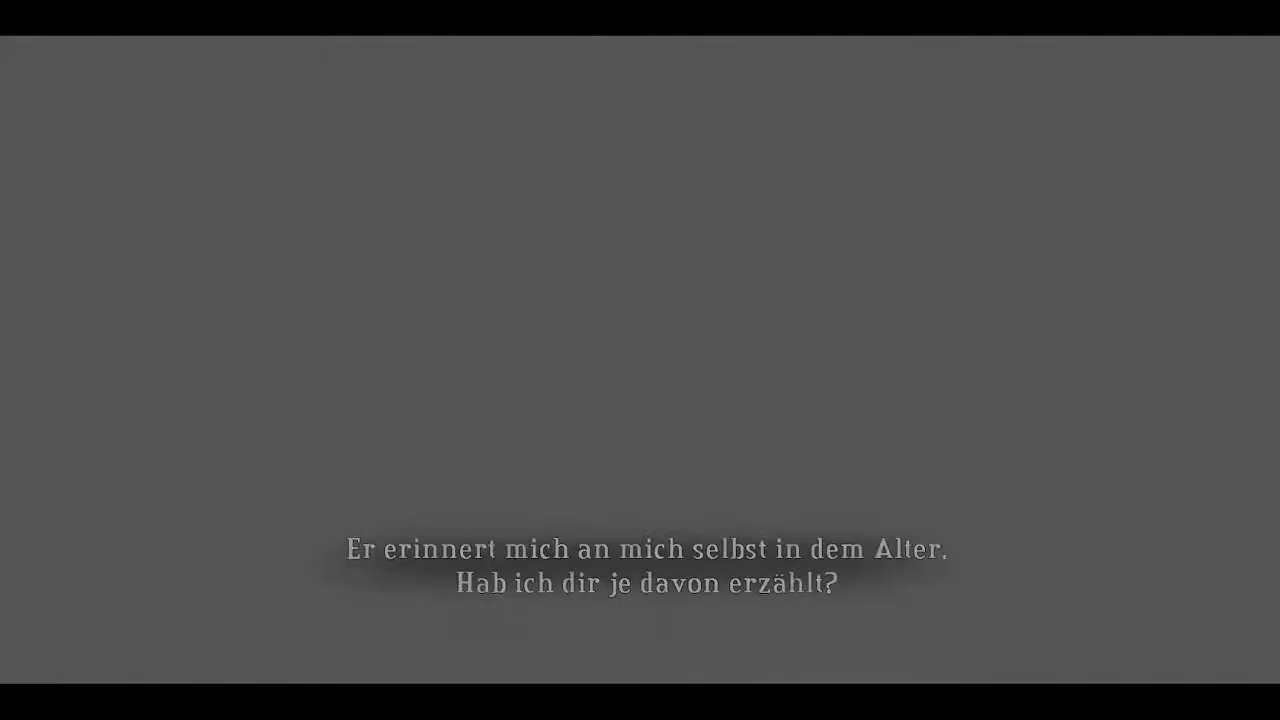 Er erinnert mich an mich selbst in dem Alter.
Hab ich dir je davon erzählt?